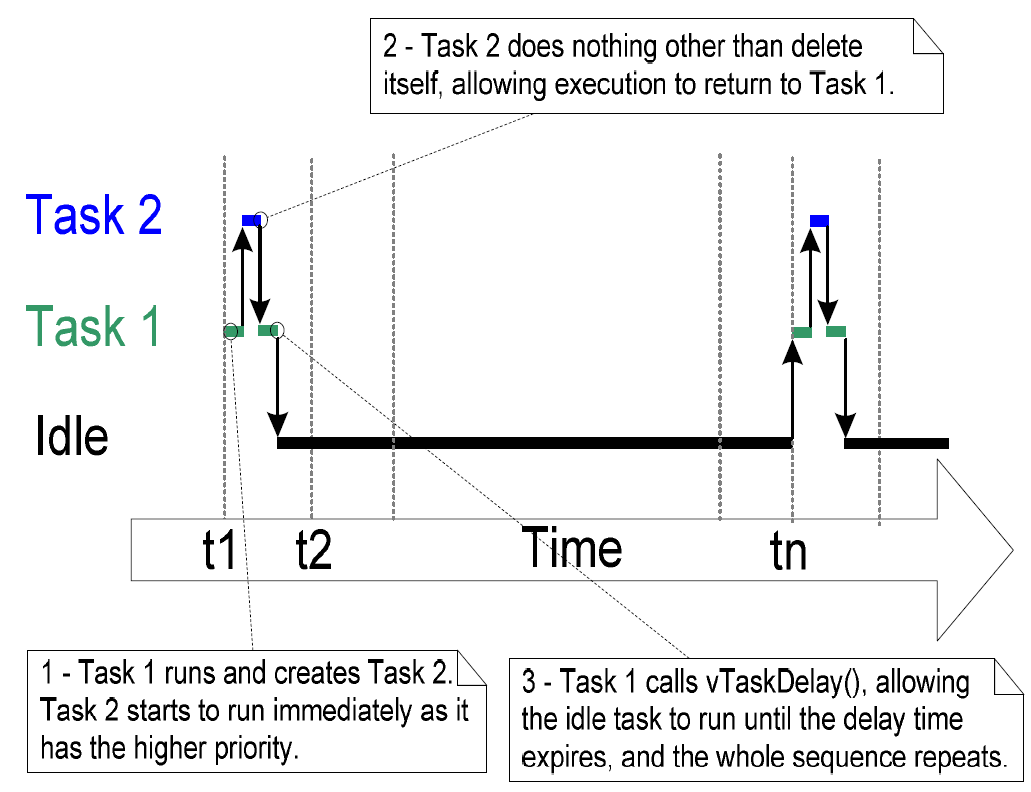 2 - Task 2 does nothing other than delete
itself, allowing execution to return to Task 1.
Task 2
Task 1
Idle
t1
t2
Time
tn
1 - Task 1 runs and creates Task 2.
Task 2 starts to run immediately as it
has the higher priority.
3 - Task 1 calls vTaskDelay(), allowing
the idle task to run until the delay time
expires, and the whole sequence repeats.